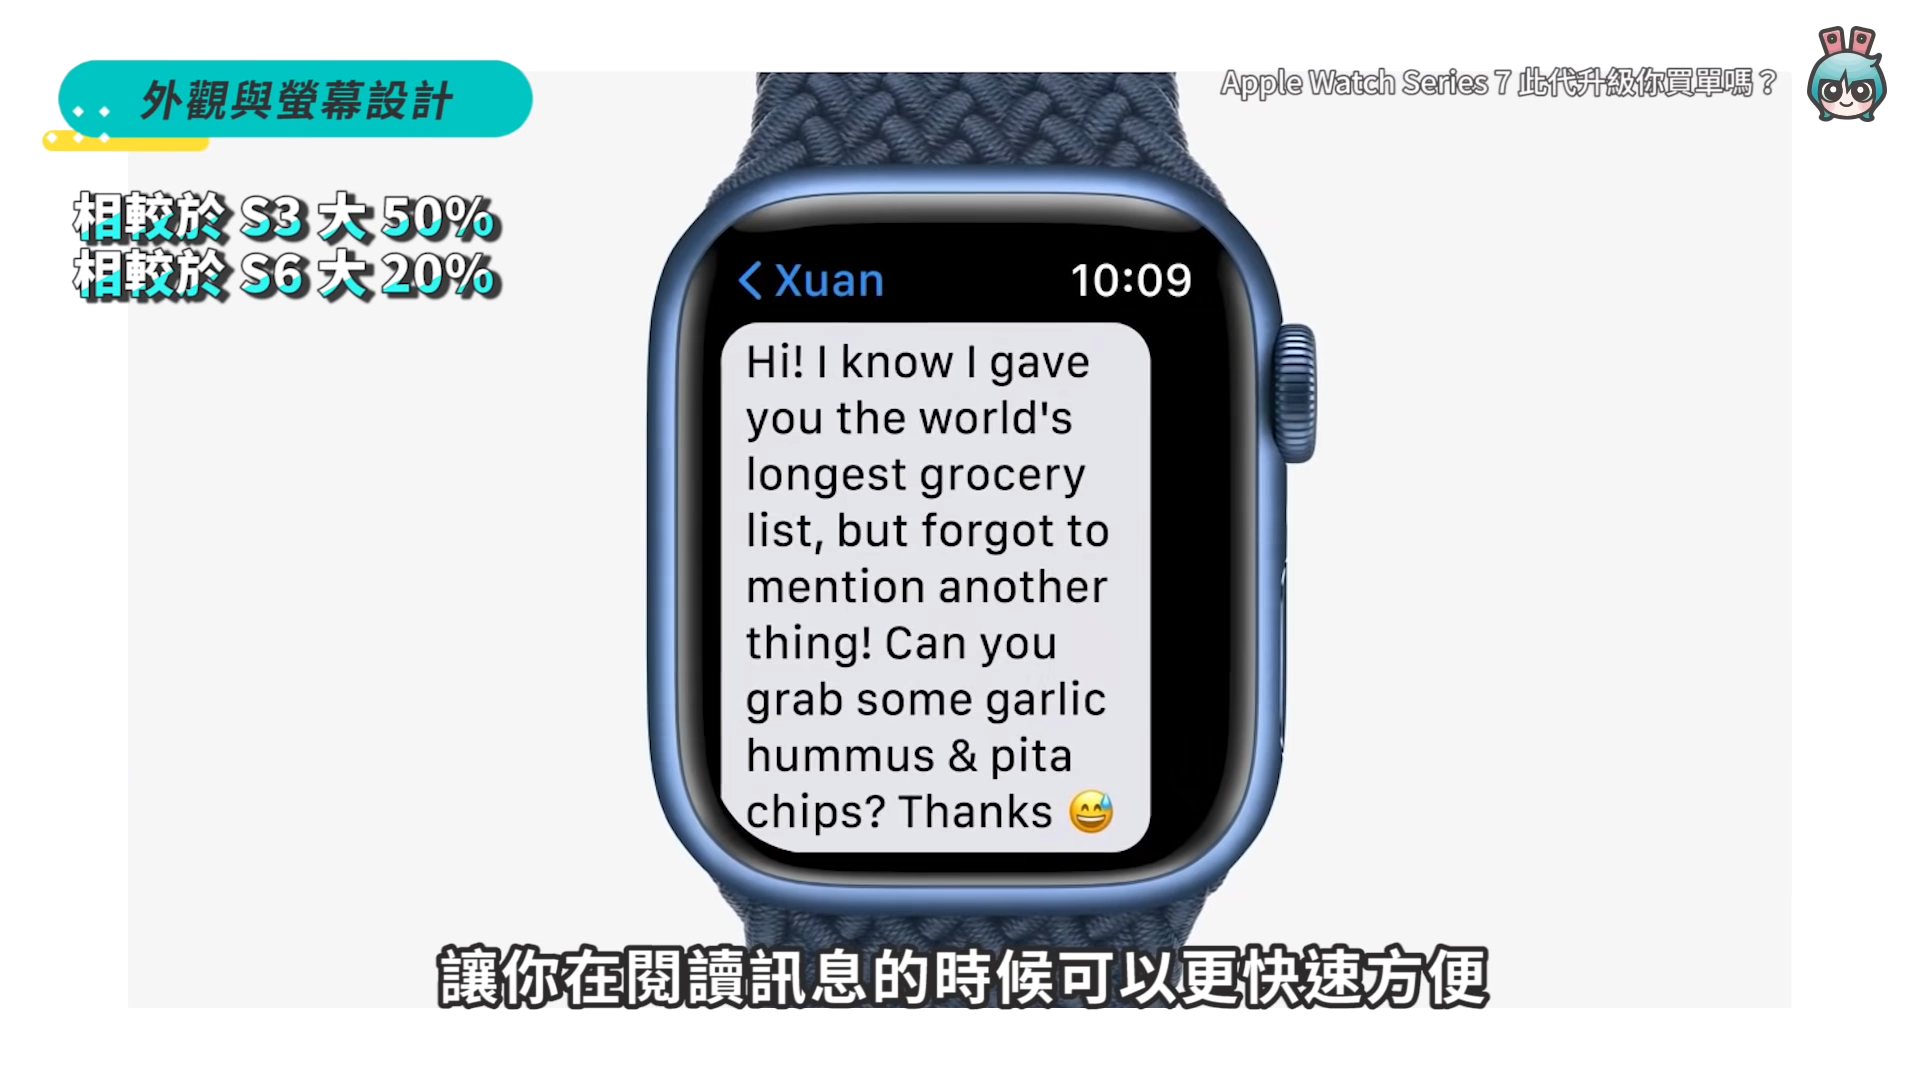 外觀與螢幕設計
Apple Watch Series 7 此代升級你買單嗎？
相較於 S3 大 50%
相較於 S6 大 20%
Xuan
10:09
Hi! I know I gave
you the world's
longest grocery
list, but forgot to
mention another
thing! Can you
grab some garlic
hummus & pita
chips? Thanks 😅
讓你在閱讀訊息的時候可以更快速方便